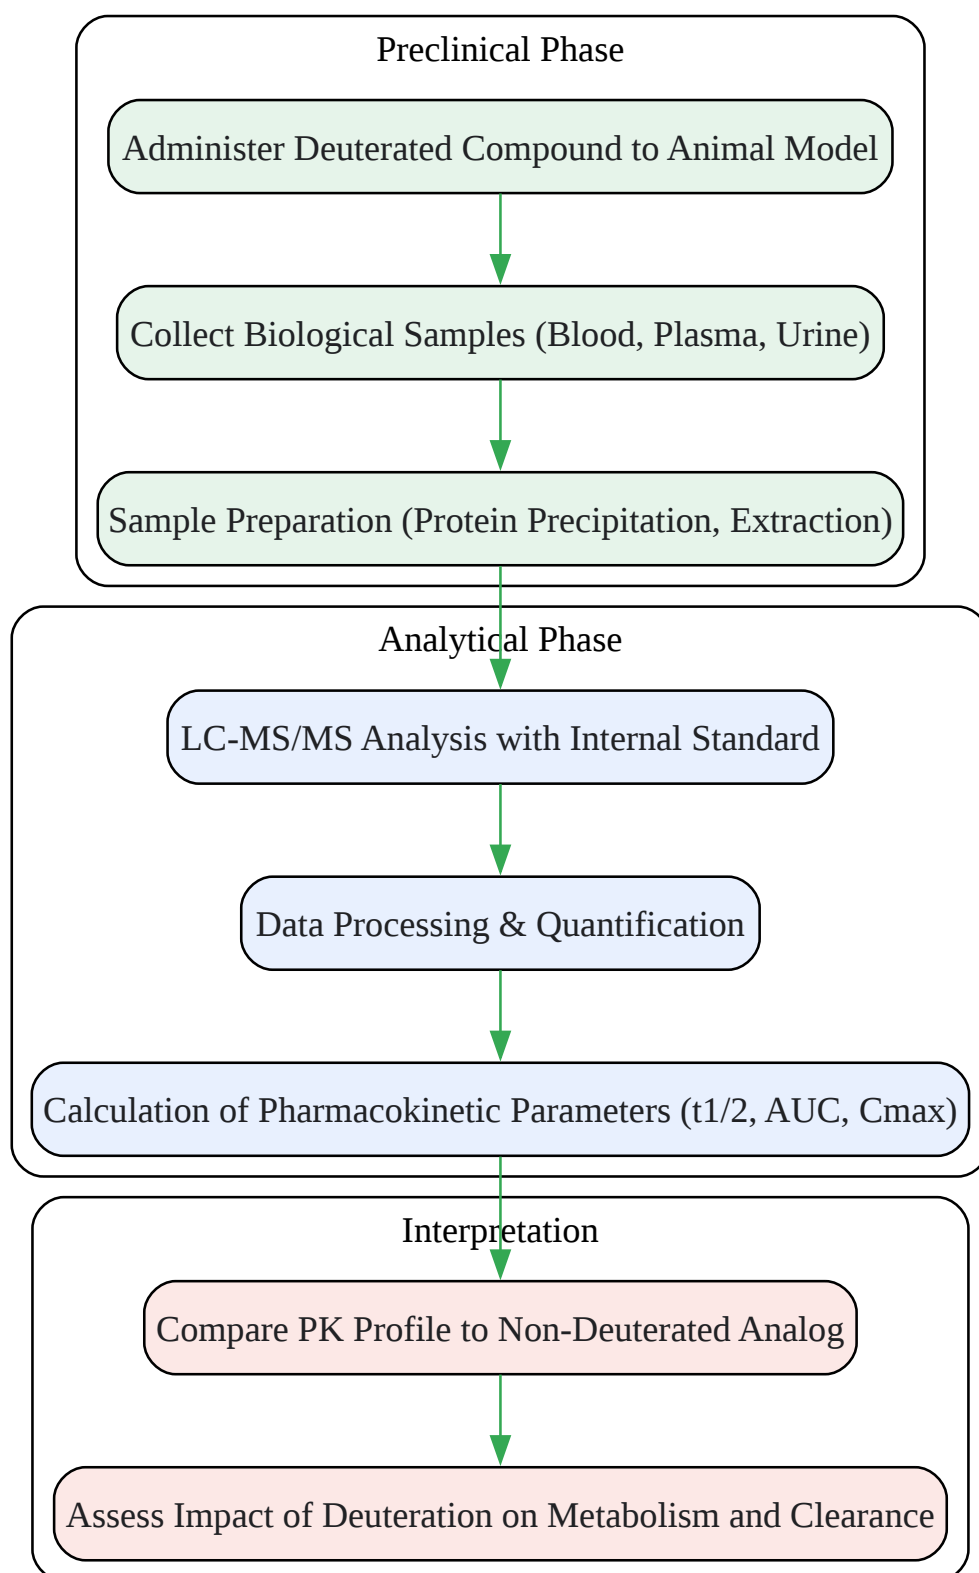 Preclinical Phase
Administer Deuterated Compound to Animal Model
Collect Biological Samples (Blood, Plasma, Urine)
Sample Preparation (Protein Precipitation, Extraction)
Analytical Phase
LC-MS/MS Analysis with Internal Standard
Data Processing & Quantification
Calculation of Pharmacokinetic Parameters (t1/2, AUC, Cmax)
Interpretation
Compare PK Profile to Non-Deuterated Analog
Assess Impact of Deuteration on Metabolism and Clearance